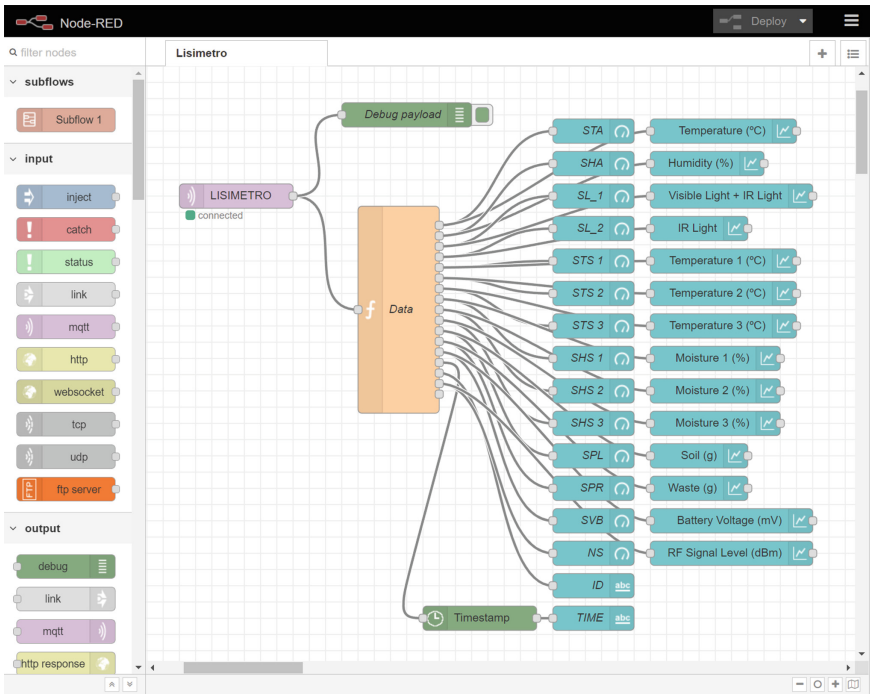 Node-RED
Deploy
filter nodes
Lisimetro
subflows
Subflow 1
input
inject
catch
status
link
mqtt
http
websocket
tcp
udp
FTP
ftp server
output
debug
link
mqtt
http response
Debug payload
LISIMETRO
connected
f
Data
STA
Temperature (ºC)
SHA
Humidity (%)
SL_1
Visible Light + IR Light
SL_2
IR Light
STS 1
Temperature 1 (ºC)
STS 2
Temperature 2 (ºC)
STS 3
Temperature 3 (ºC)
SHS 1
Moisture 1 (%)
SHS 2
Moisture 2 (%)
SHS 3
Moisture 3 (%)
SPL
Soil (g)
SPR
Waste (g)
SVB
Battery Voltage (mV)
NS
RF Signal Level (dBm)
ID
abc
Timestamp
TIME
abc